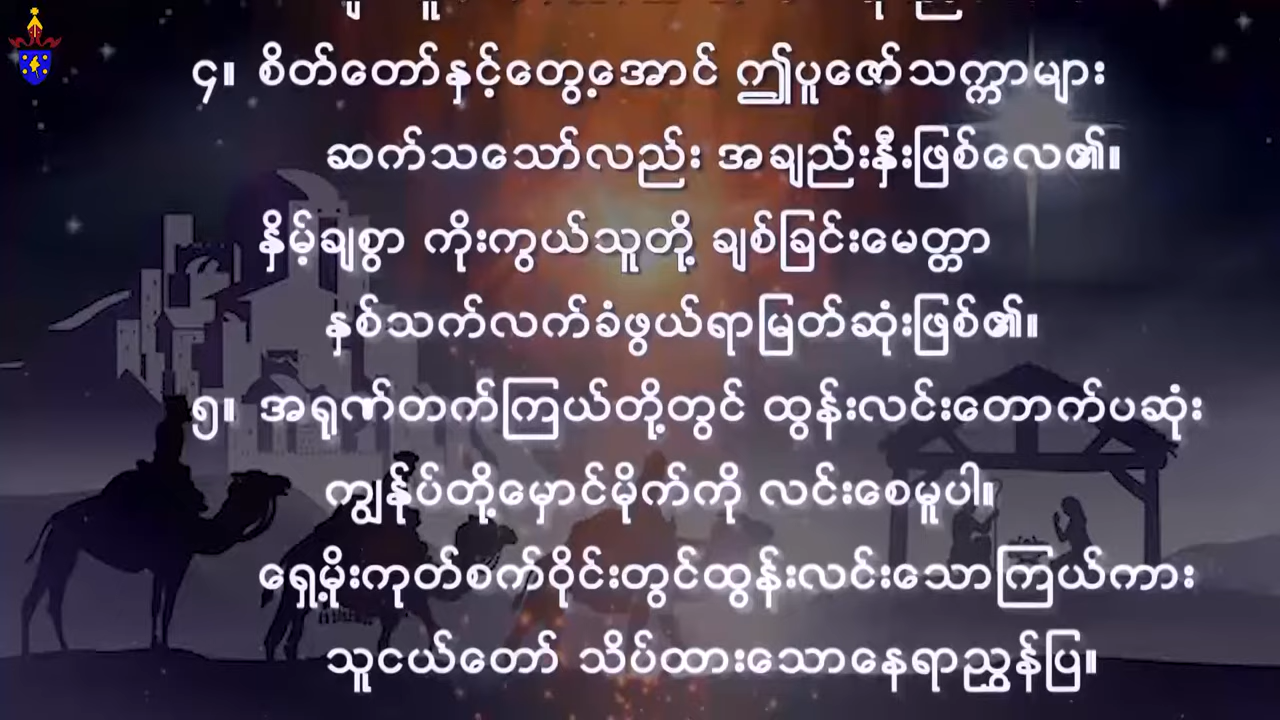 ၄။ စိတ်တော်နှင့်တွေ့အောင် ဤပူဇော်သက္ကာများ
ဆက်သသော်လည်း အချည်းနှီးဖြစ်လေ၏။
နှိမ့်ချစွာ ကိုးကွယ်သူတို့ ချစ်ခြင်းမေတ္တာ
နှစ်သက်လက်ခံဖွယ်ရာမြတ်ဆုံးဖြစ်၏။
၅။ အရုဏ်တက်ကြယ်တို့တွင် ထွန်းလင်းတောက်ပဆုံး
ကျွန်ုပ်တို့မှောင်မိုက်ကို လင်းစေမူပါ။
ရှေ့မိုးကုတ်စက်ဝိုင်းတွင်ထွန်းလင်းသောကြယ်ကား
သူငယ်တော် သိပ်ထားသောနေရာညွှန်ပြ။